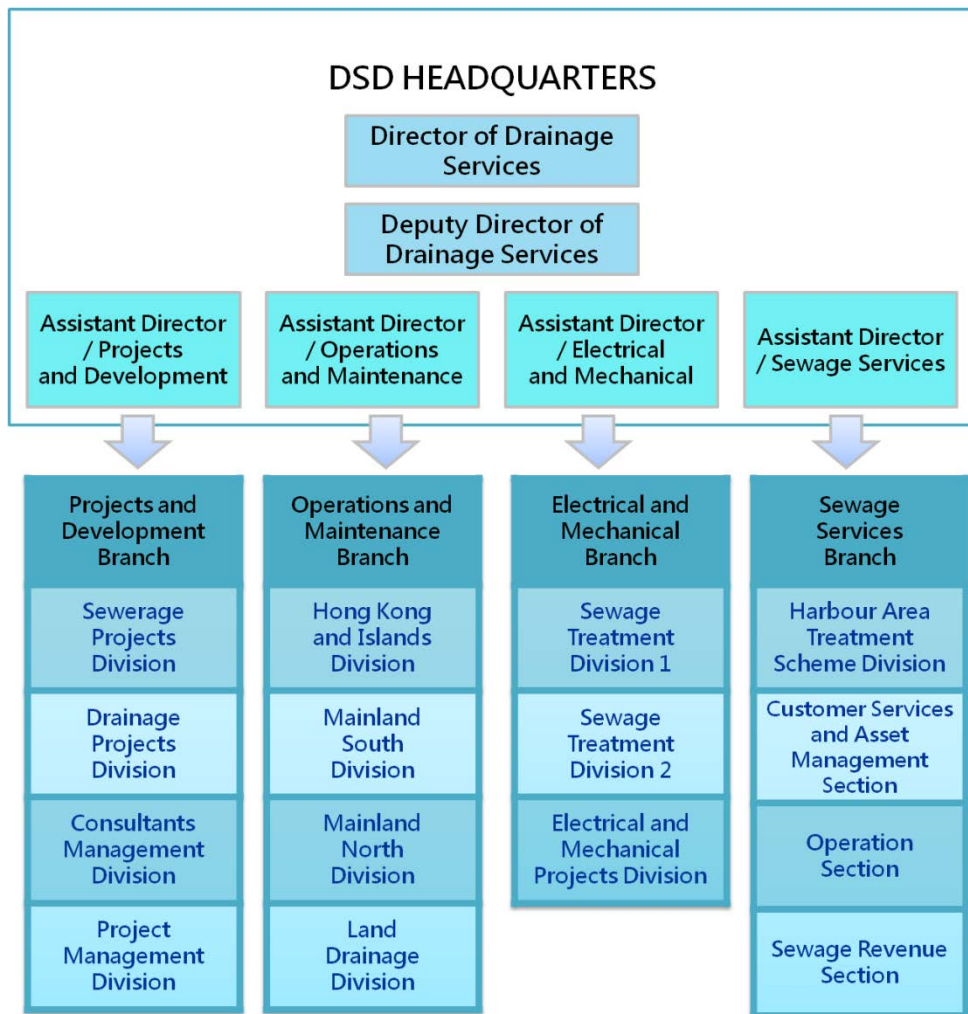 DSD HEADQUARTERS
Director of Drainage
Services
Deputy Director of
Drainage Services
Assistant Director
/ Projects
and Development
Assistant Director
/ Operations
and Maintenance
Assistant Director
/ Electrical
and Mechanical
Assistant Director
/ Sewage Services
Projects and
Development
Branch
Sewerage
Projects
Division
Drainage
Projects
Division
Consultants
Management
Division
Project
Management
Division
Operations and
Maintenance
Branch
Hong Kong
and Islands
Division
Mainland
South
Division
Mainland
North
Division
Land
Drainage
Division
Electrical and
Mechanical
Branch
Sewage
Treatment
Division 1
Sewage
Treatment
Division 2
Electrical and
Mechanical
Projects Division
Sewage
Services
Branch
Harbour Area
Treatment
Scheme Division
Customer Services
and Asset
Management
Section
Operation
Section
Sewage Revenue
Section